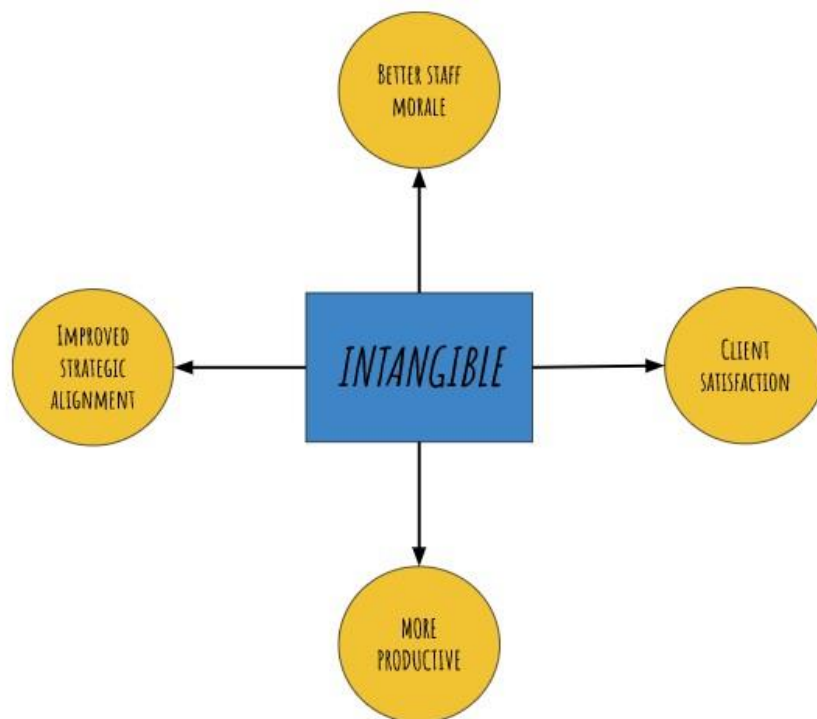 Better staff
morale
Improved
strategic
alignment
INTANGIBLE
Client
satisfaction
MORE
PRODUCTIVE